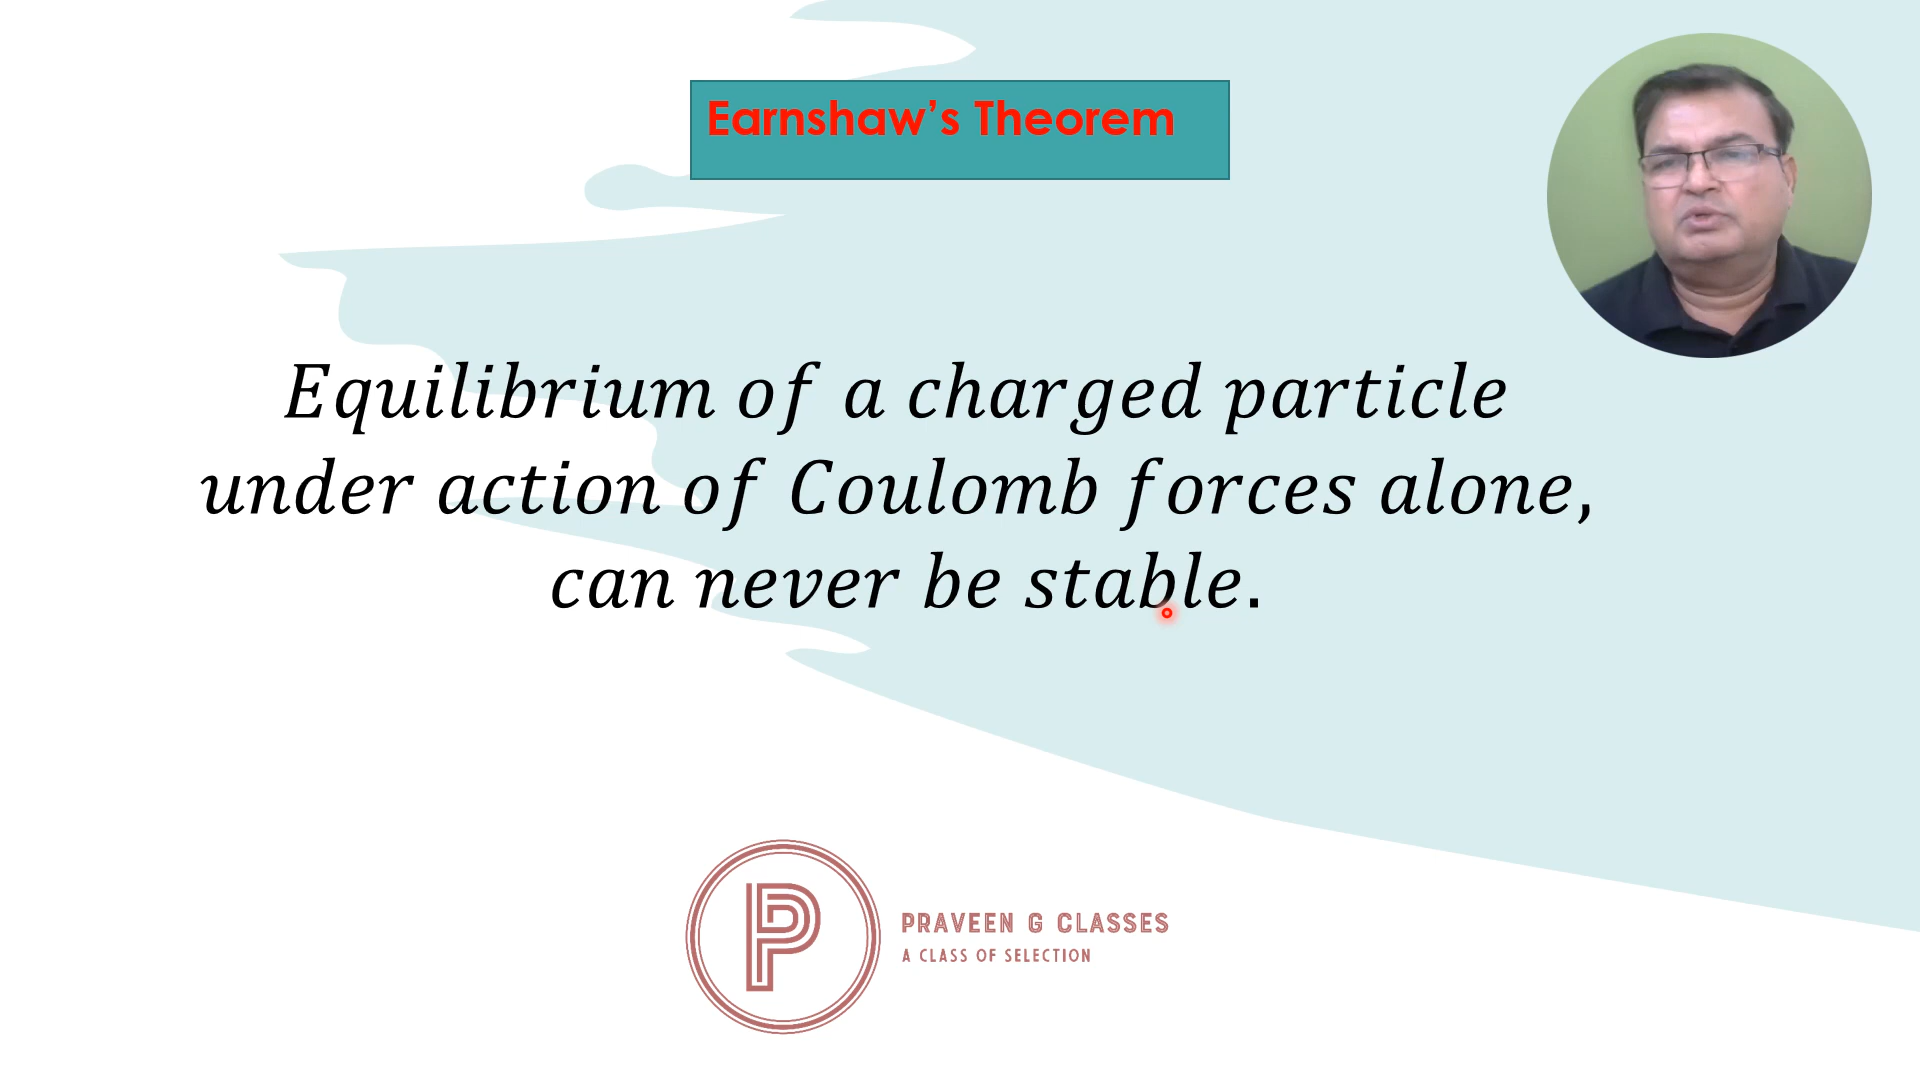 Earnshaw’s Theorem
Equilibrium of a charged particle
under action of Coulomb forces alone,
can never be stable.
P
PRAVEEN G CLASSES
A CLASS OF SELECTION